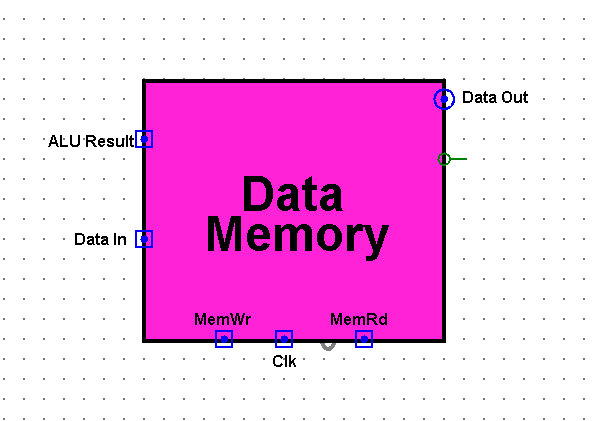 Data Out
ALU Result
Data
Memory
Data In
MemWr
MemRd
Clk